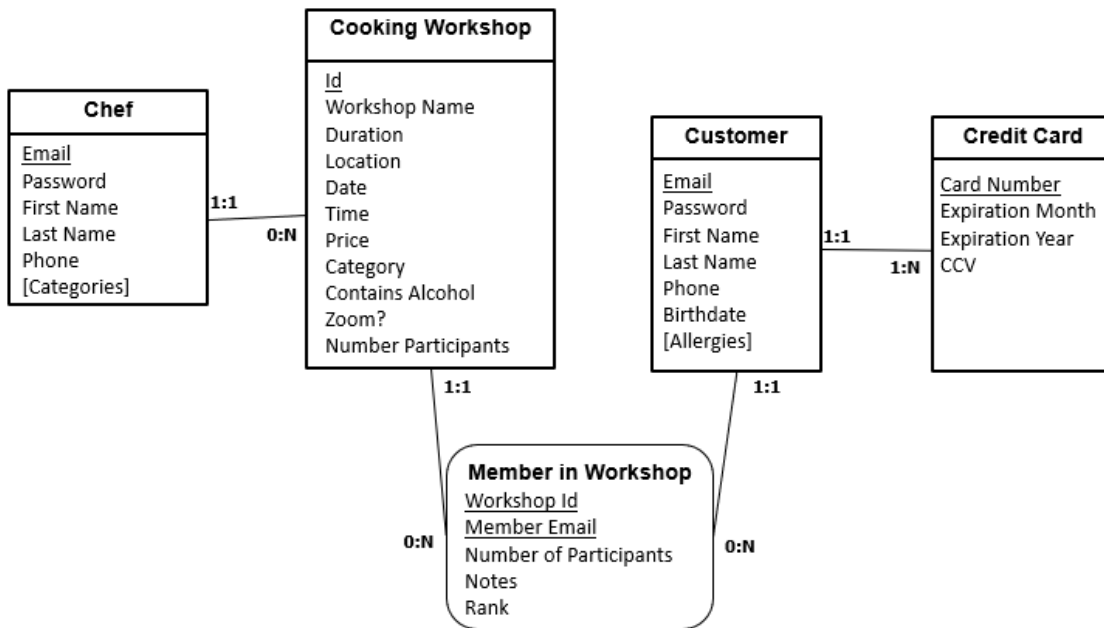 Chef
Email
Password
First Name
Last Name
Phone
[Categories]
1:1
0:N
Cooking Workshop
Id
Workshop Name
Duration
Location
Date
Time
Price
Category
Contains Alcohol
Zoom?
Number Participants
Customer
Email
Password
First Name
Last Name
Phone
Birthdate
[Allergies]
1:1
1:N
Credit Card
Card Number
Expiration Month
Expiration Year
CCV
1:1
1:1
Member in Workshop
Workshop Id
Member Email
Number of Participants
Notes
Rank
0:N
0:N